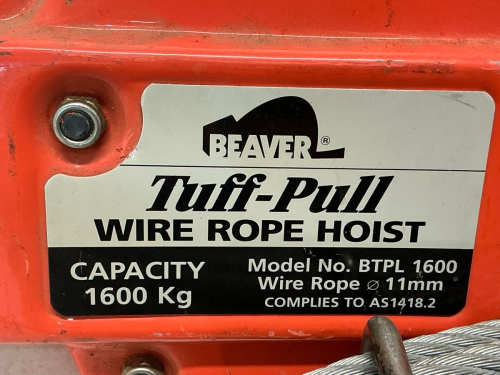 BEAVER®
Tuff-Pull
WIRE ROPE HOIST
CAPACITY
1600 Kg
Model No. BTPL 1600
Wire Rope ⌀ 11mm
COMPLIES TO AS1418.2